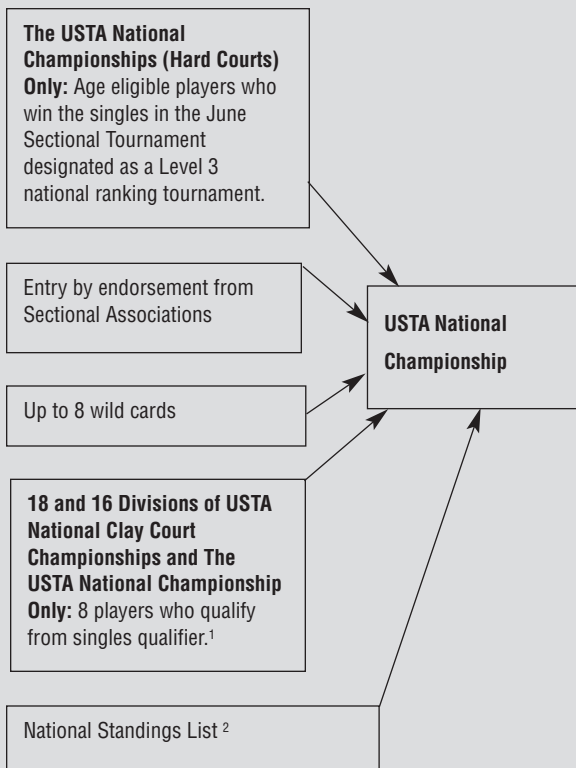 The USTA National
Championships (Hard Courts)
Only: Age eligible players who
win the singles in the June
Sectional Tournament
designated as a Level 3
national ranking tournament.
Entry by endorsement from
Sectional Associations
USTA National
Championship
Up to 8 wild cards
18 and 16 Divisions of USTA
National Clay Court
Championships and The
USTA National Championship
Only: 8 players who qualify
from singles qualifier.¹
National Standings List ²